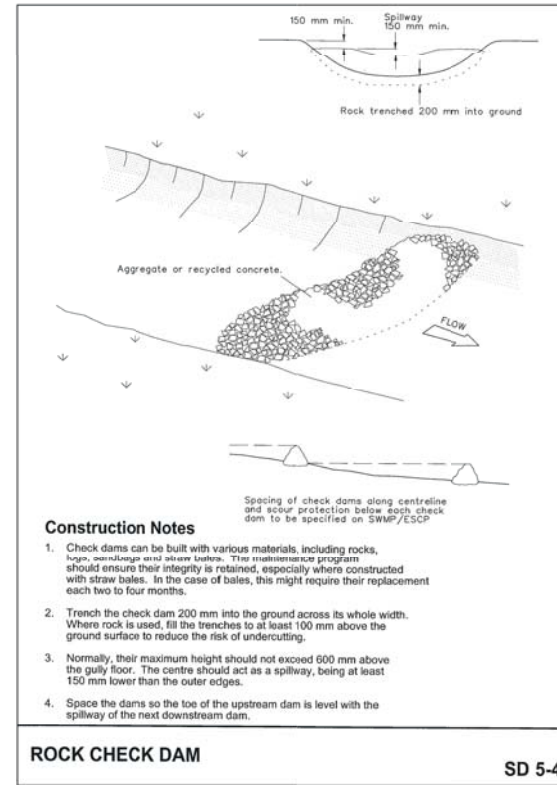 150 mm min.
Spillway
150 mm min.
Rock trenched 200 mm into ground
Aggregate or recycled concrete.
FLOW
Spacing of check dams along centreline
and scour protection below each check
dam to be specified on SWMP/ESCP
Construction Notes
1. Check dams can be built with various materials, including rocks,
logs, sandbags and straw bales. The maintenance program
should ensure their integrity is retained, especially where constructed
with straw bales. In the case of bales, this might require their replacement
each two to four months.
2. Trench the check dam 200 mm into the ground across its whole width.
Where rock is used, fill the trenches to at least 100 mm above the
ground surface to reduce the risk of undercutting.
3. Normally, their maximum height should not exceed 600 mm above
the gully floor. The centre should act as a spillway, being at least
150 mm lower than the outer edges.
4. Space the dams so the toe of the upstream dam is level with the
spillway of the next downstream dam.
ROCK CHECK DAM
SD 5-4